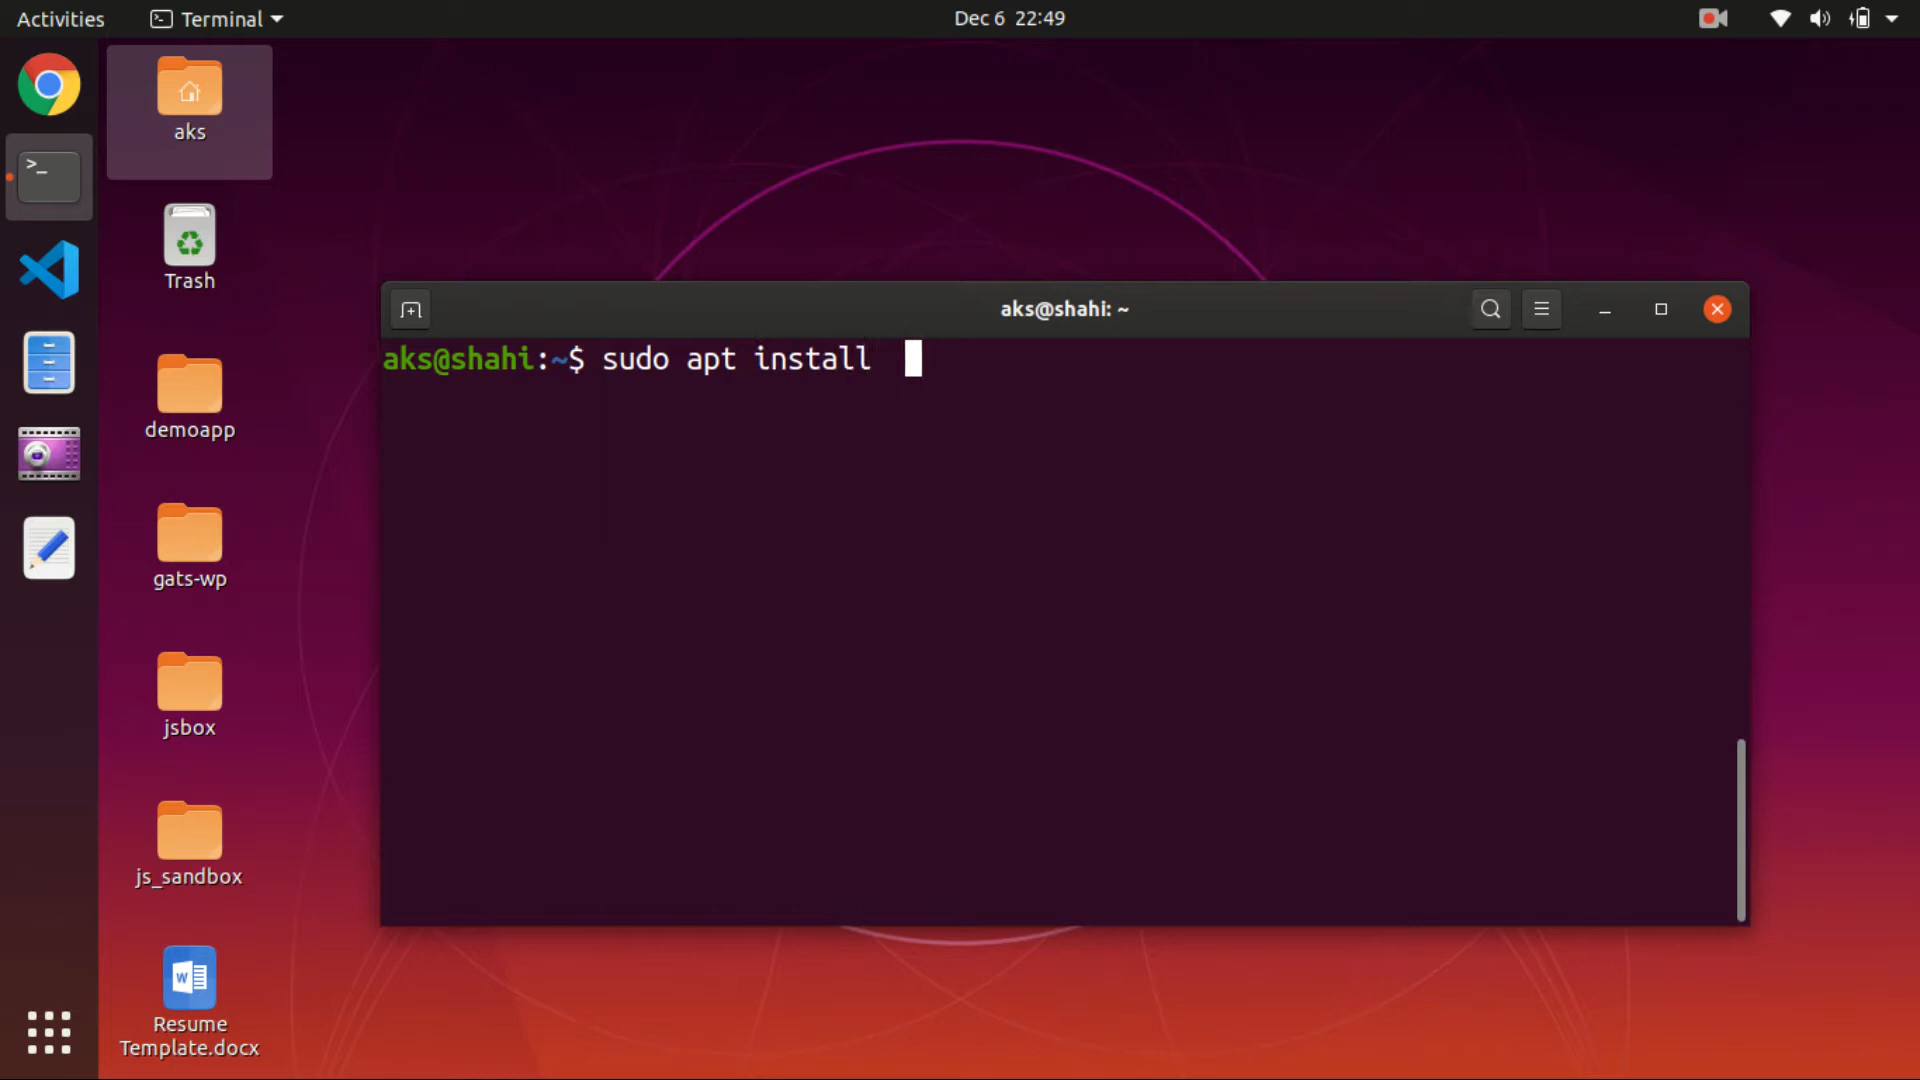 Activities
Terminal
Dec 6 22:49
aks
Trash
demoapp
gats-wp
jsbox
js_sandbox
Resume
Template.docx
aks@shahi: ~
aks@shahi:~$ sudo apt install